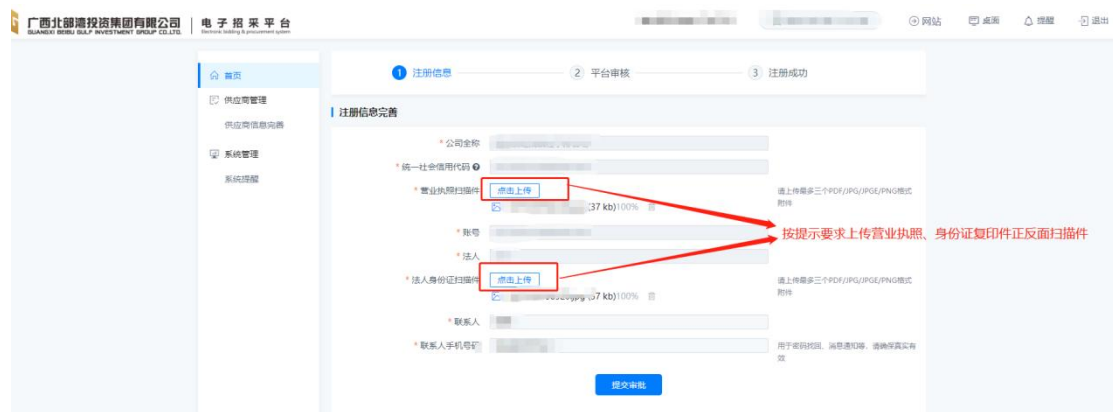 广西北部湾投资集团有限公司
GUANGXI BEIBU GULF INVESTMENT GROUP CO.,LTD.
电子招采平台
Electronic bidding & procurement system
网站
桌面
提醒
退出
首页
供应商管理
供应商信息完善
系统管理
系统提醒
1 注册信息
2 平台审核
3 注册成功
注册信息完善
* 公司全称
* 统一社会信用代码
* 营业执照扫描件 点击上传
(37 kb)100%
请上传最多三个PDF/JPG/JPGE/PNG格式
附件
* 账号
* 法人
按提示要求上传营业执照、身份证复印件正反面扫描件
* 法人身份证扫描件 点击上传
jpg (37 kb)100%
请上传最多三个PDF/JPG/JPGE/PNG格式
附件
* 联系人
* 联系人手机号码
用于密码找回、消息通知等，请确保真实有
效
提交审批